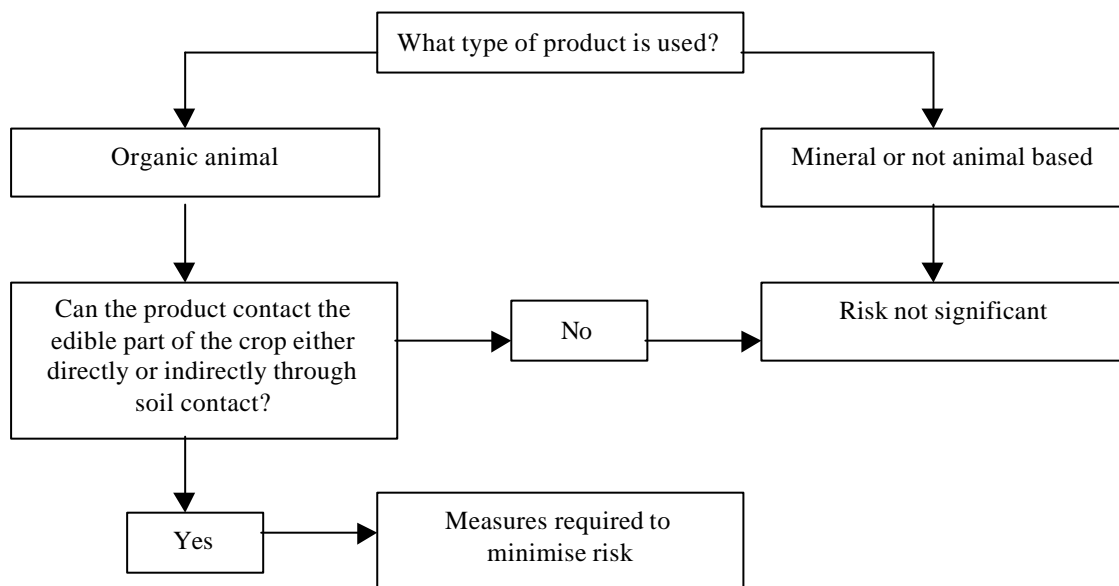 What type of product is used?
Organic animal
Mineral or not animal based
Can the product contact the
edible part of the crop either
directly or indirectly through
soil contact?
No
Risk not significant
Yes
Measures required to
minimise risk